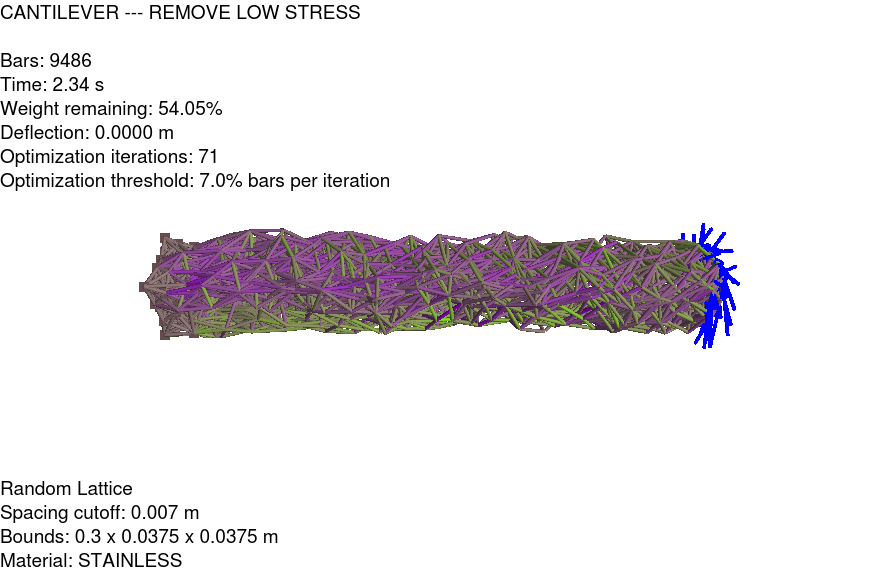 CANTILEVER --- REMOVE LOW STRESS
Bars: 9486
Time: 2.34 s
Weight remaining: 54.05%
Deflection: 0.0000 m
Optimization iterations: 71
Optimization threshold: 7.0% bars per iteration
Random Lattice
Spacing cutoff: 0.007 m
Bounds: 0.3 x 0.0375 x 0.0375 m
Material: STAINLESS